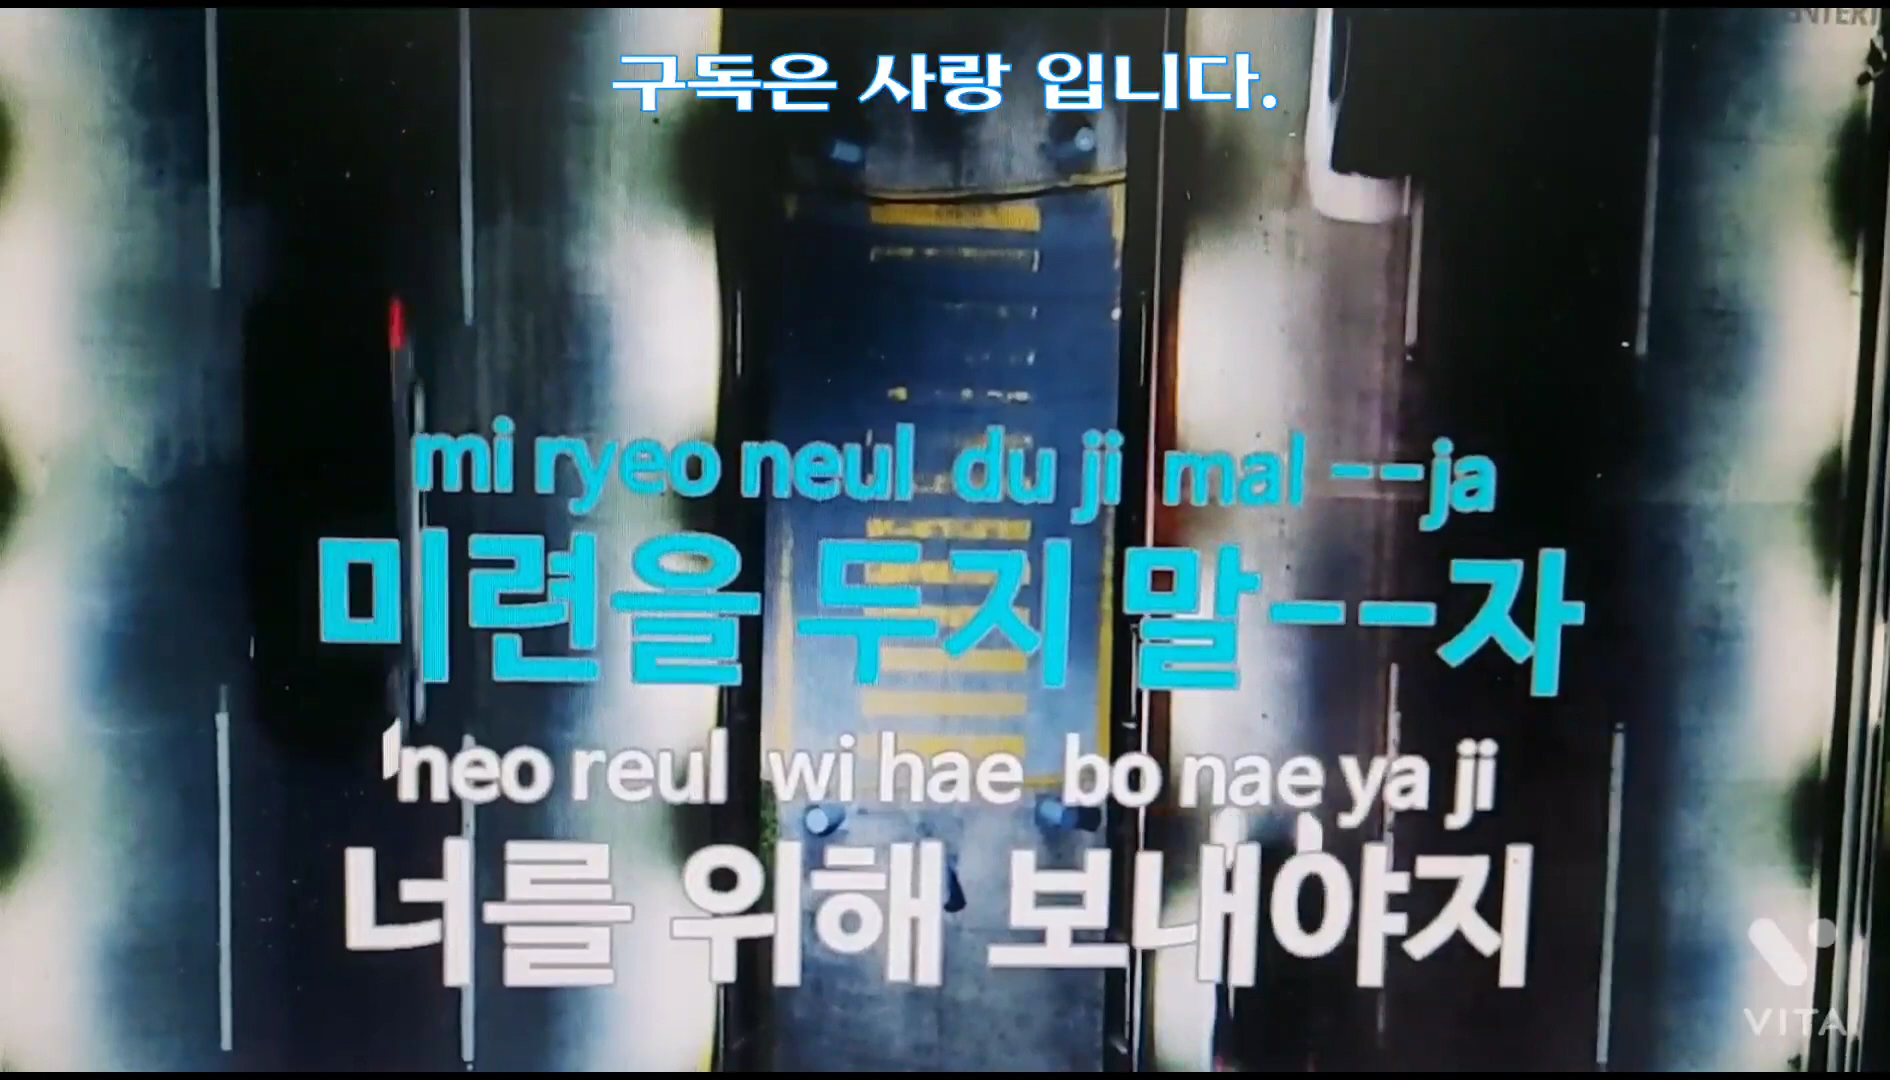 구독은 사랑 입니다.
mi ryeo neul du ji mal ---ja
미련을 두지 말---자
neo reul wi hae bo nae ya ji
너를 위해 보내야지
VITA